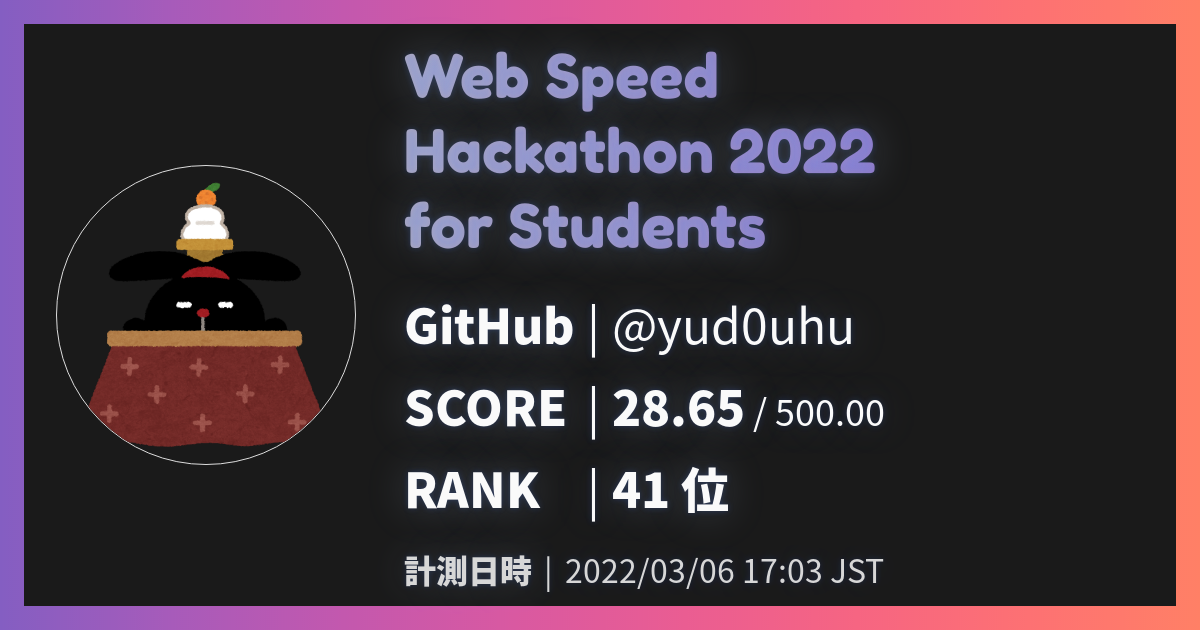 Web Speed
Hackathon 2022
for Students
GitHub | @yud0uhu
SCORE | 28.65 / 500.00
RANK | 41 位
計測日時 | 2022/03/06 17:03 JST